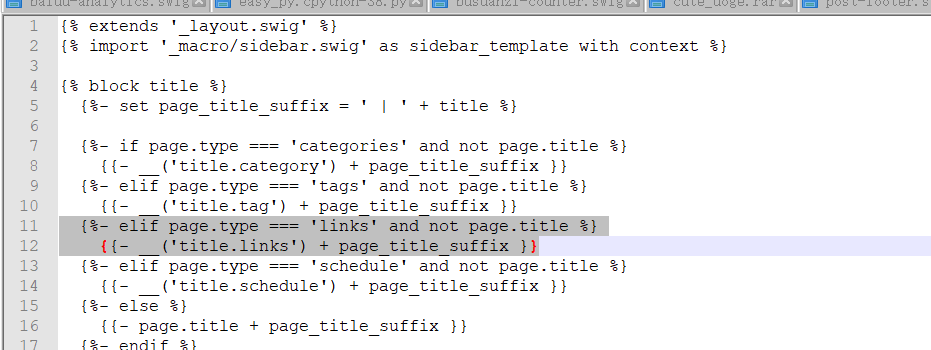 baidu-analytics.swig easy_py.cpython-38.py busuanzi-counter.swig cute_doge.rar post-footer.s
1 {% extends '_layout.swig' %}
2 {% import '_macro/sidebar.swig' as sidebar_template with context %}
3
4 {% block title %}
5 {%- set page_title_suffix = ' | ' + title %}
6
7 {%- if page.type === 'categories' and not page.title %}
8 {{- __('title.category') + page_title_suffix }}
9 {%- elif page.type === 'tags' and not page.title %}
10 {{- __('title.tag') + page_title_suffix }}
11 {%- elif page.type === 'links' and not page.title %}
12 {{- __('title.links') + page_title_suffix }}
13 {%- elif page.type === 'schedule' and not page.title %}
14 {{- __('title.schedule') + page_title_suffix }}
15 {%- else %}
16 {{- page.title + page_title_suffix }}
17 {%- endif %}